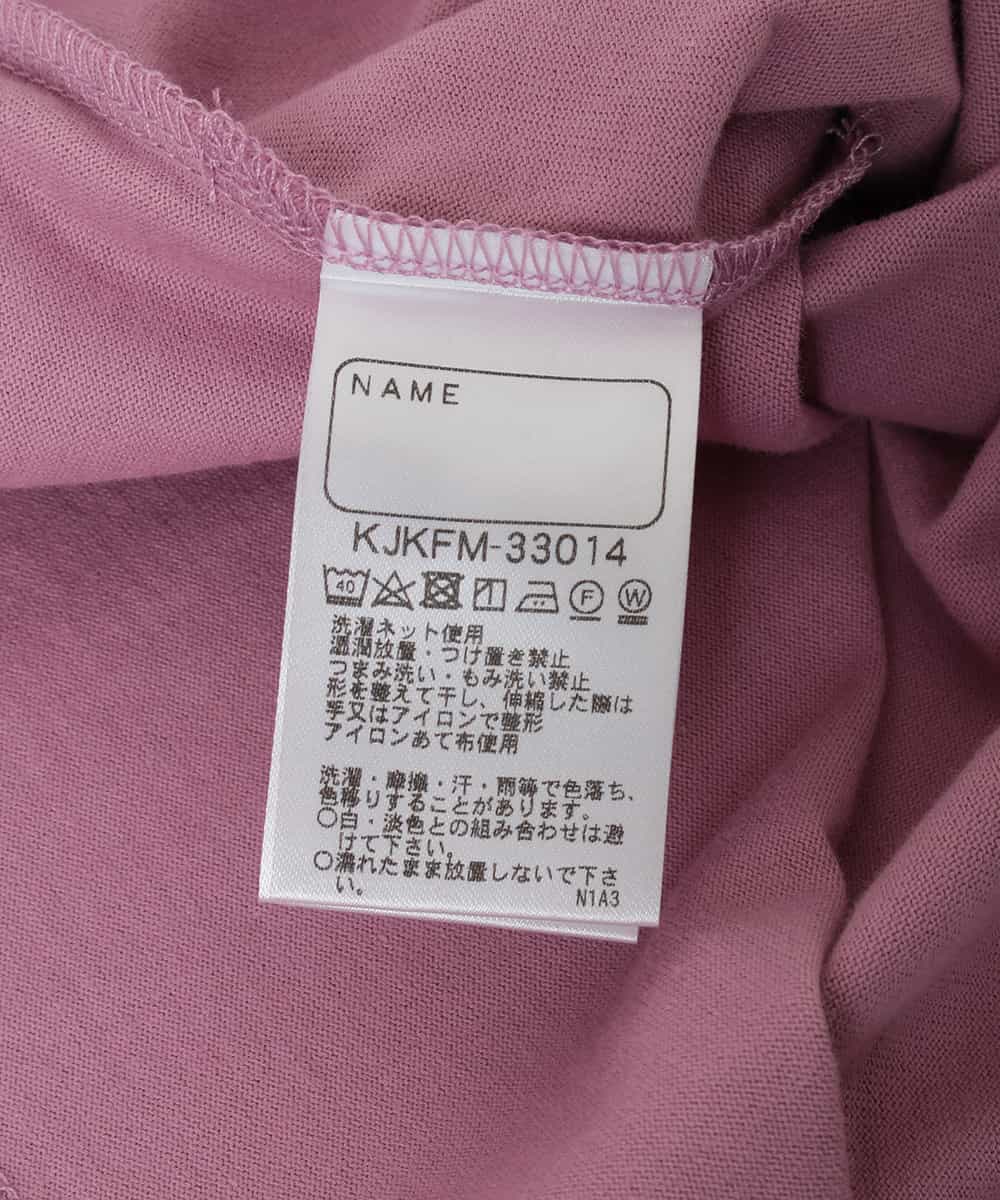 NAME
KJKFM-33014
40
F W
洗濯ネット使用
湿潤放置・つけ置き禁止
つまみ洗い・もみ洗い禁止
形を整えて干し、伸縮した際は
手又はアイロンで整形
アイロンあて布使用
洗濯・摩擦・汗・雨等で色落ち、
色移りすることがあります。
○白・淡色との組み合わせは避
けて下さい。
○濡れたまま放置しないで下さ
い。
N1A3